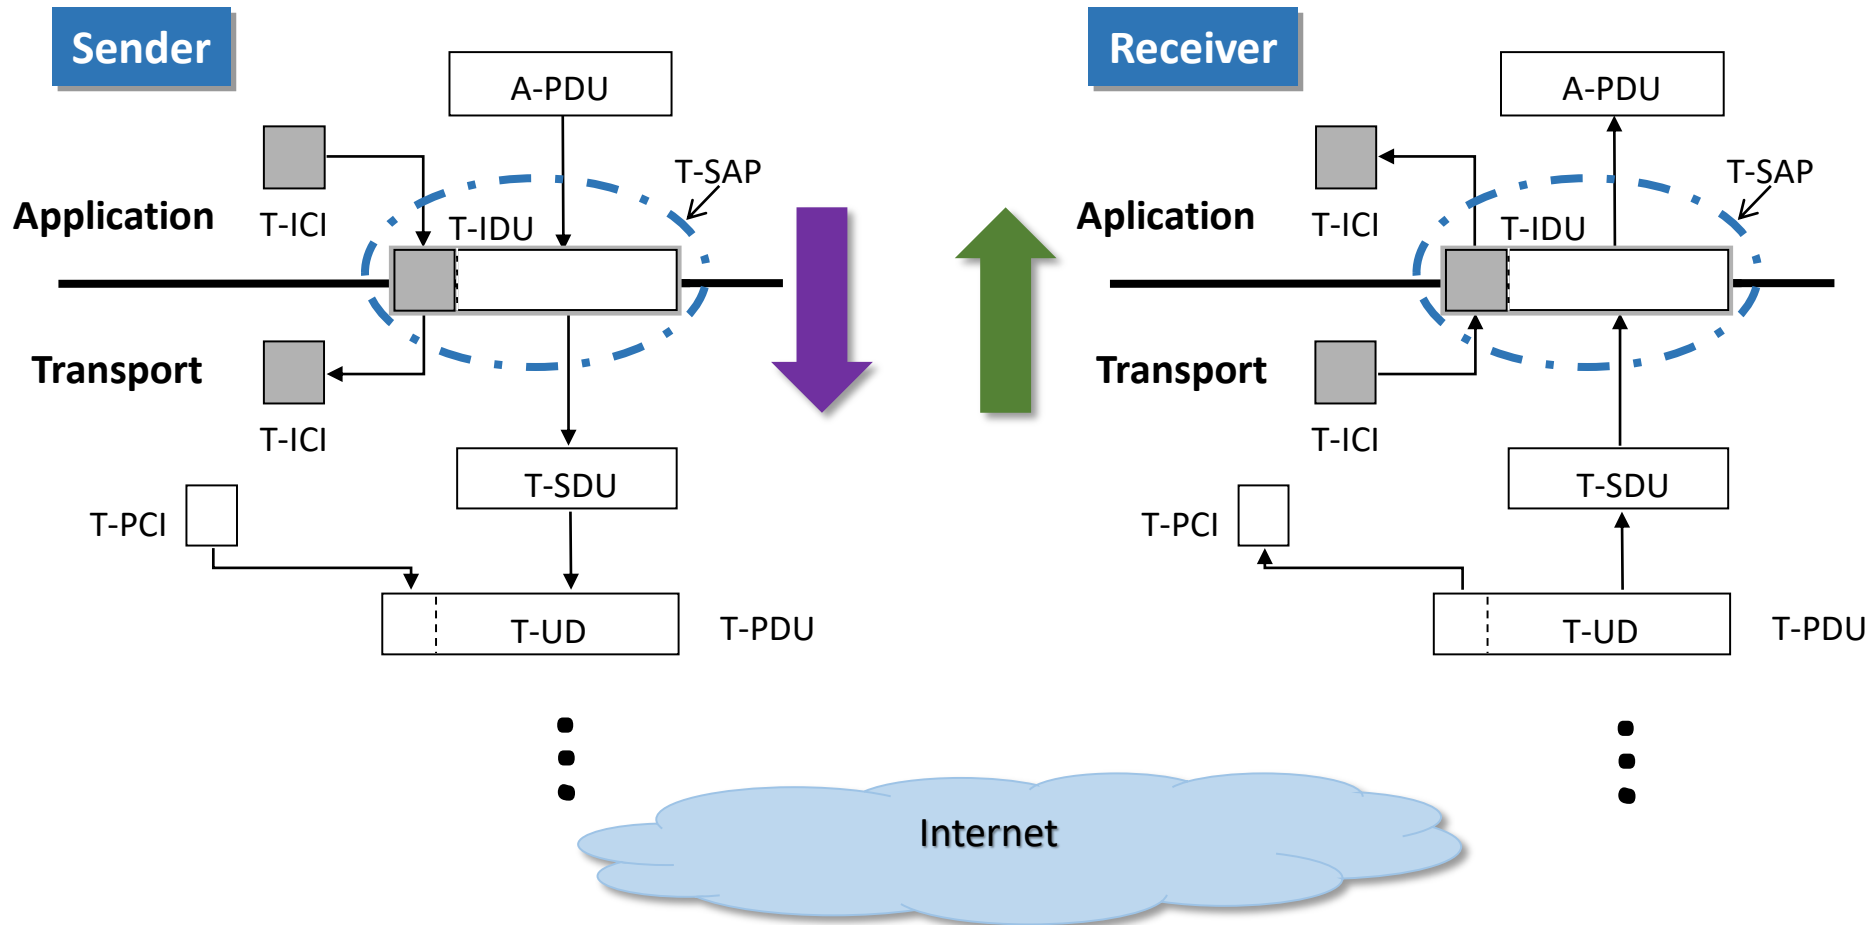 Sender
A-PDU
T-SAP
Application
T-ICI
T-IDU
Transport
T-ICI
T-SDU
T-PCI
T-UD
T-PDU
Receiver
A-PDU
T-SAP
Aplication
T-ICI
T-IDU
Transport
T-ICI
T-SDU
T-PCI
T-UD
T-PDU
Internet